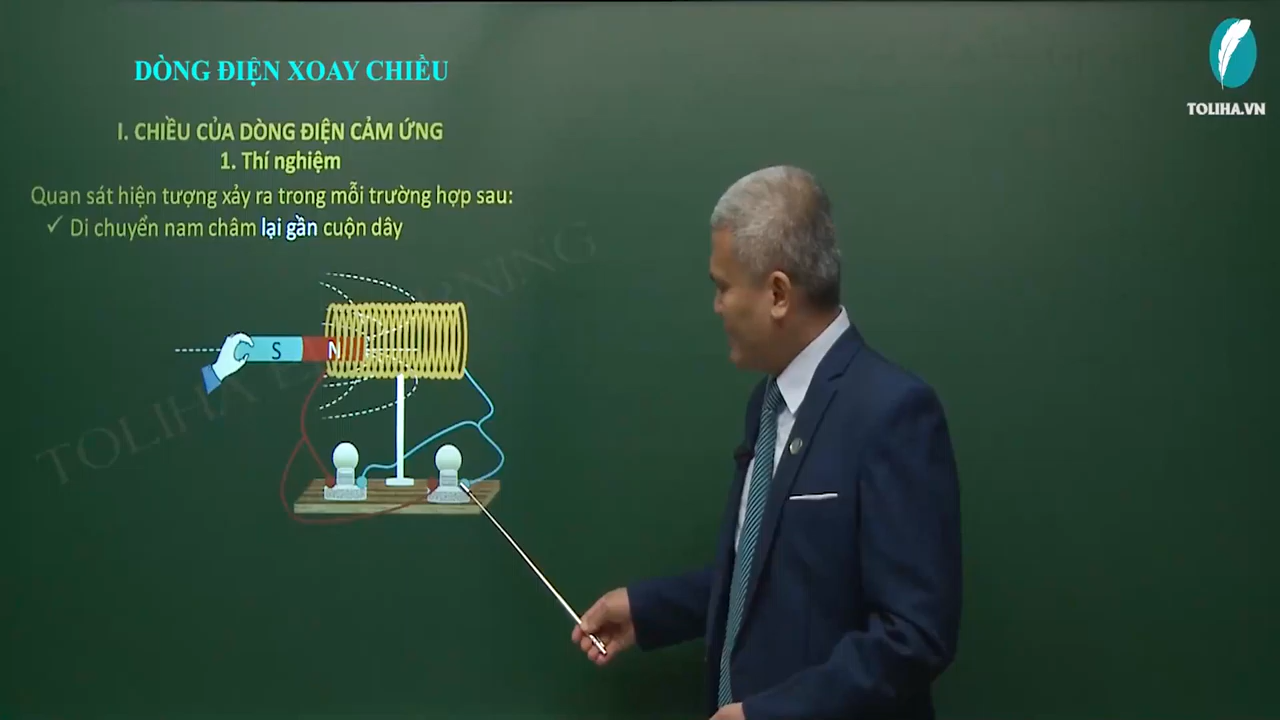 DÒNG ĐIỆN XOAY CHIỀU
TOLIHA.VN
I. CHIỀU CỦA DÒNG ĐIỆN CẢM ỨNG
1. Thí nghiệm
Quan sát hiện tượng xảy ra trong mỗi trường hợp sau:
✓ Di chuyển nam châm lại gần cuộn dây
S N